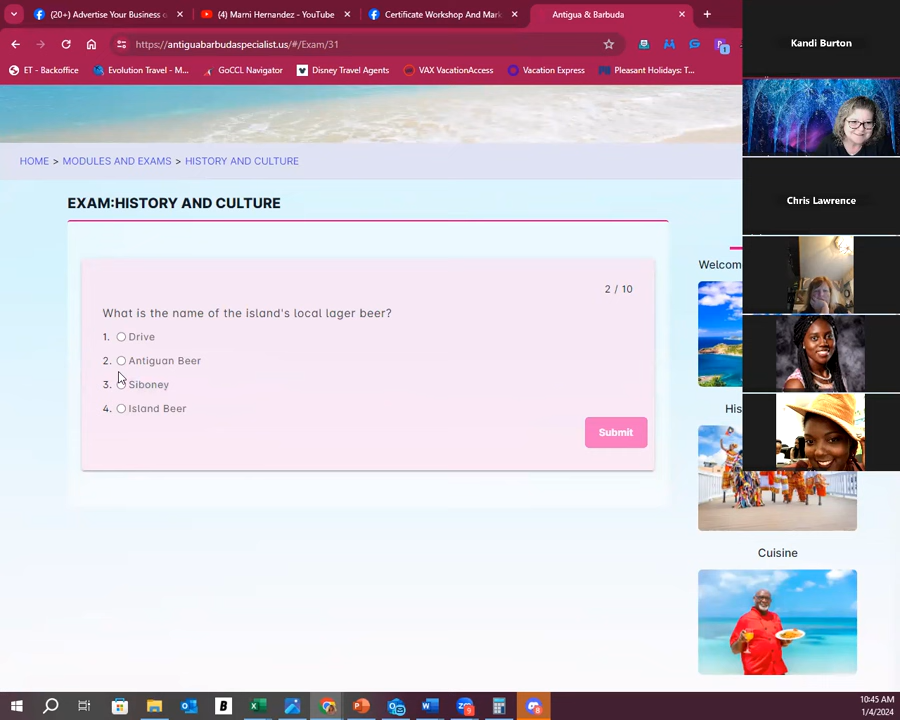 (20+) Advertise Your Business o
(4) Marni Hernandez - YouTube
Certificate Workshop And Mark
Antigua & Barbuda
https://antiguabarbudaspecialist.us/#/Exam/31
ET - Backoffice
Evolution Travel - M...
GoCCL Navigator
Disney Travel Agents
VAX VacationAccess
Vacation Express
Pleasant Holidays: T...
Kandi Burton
HOME > MODULES AND EXAMS > HISTORY AND CULTURE
EXAM:HISTORY AND CULTURE
Chris Lawrence
Welcom
2 / 10
What is the name of the island's local lager beer?
1. Drive
2. Antiguan Beer
3. Siboney
4. Island Beer
Submit
His
Cuisine
10:45 AM
1/4/2024